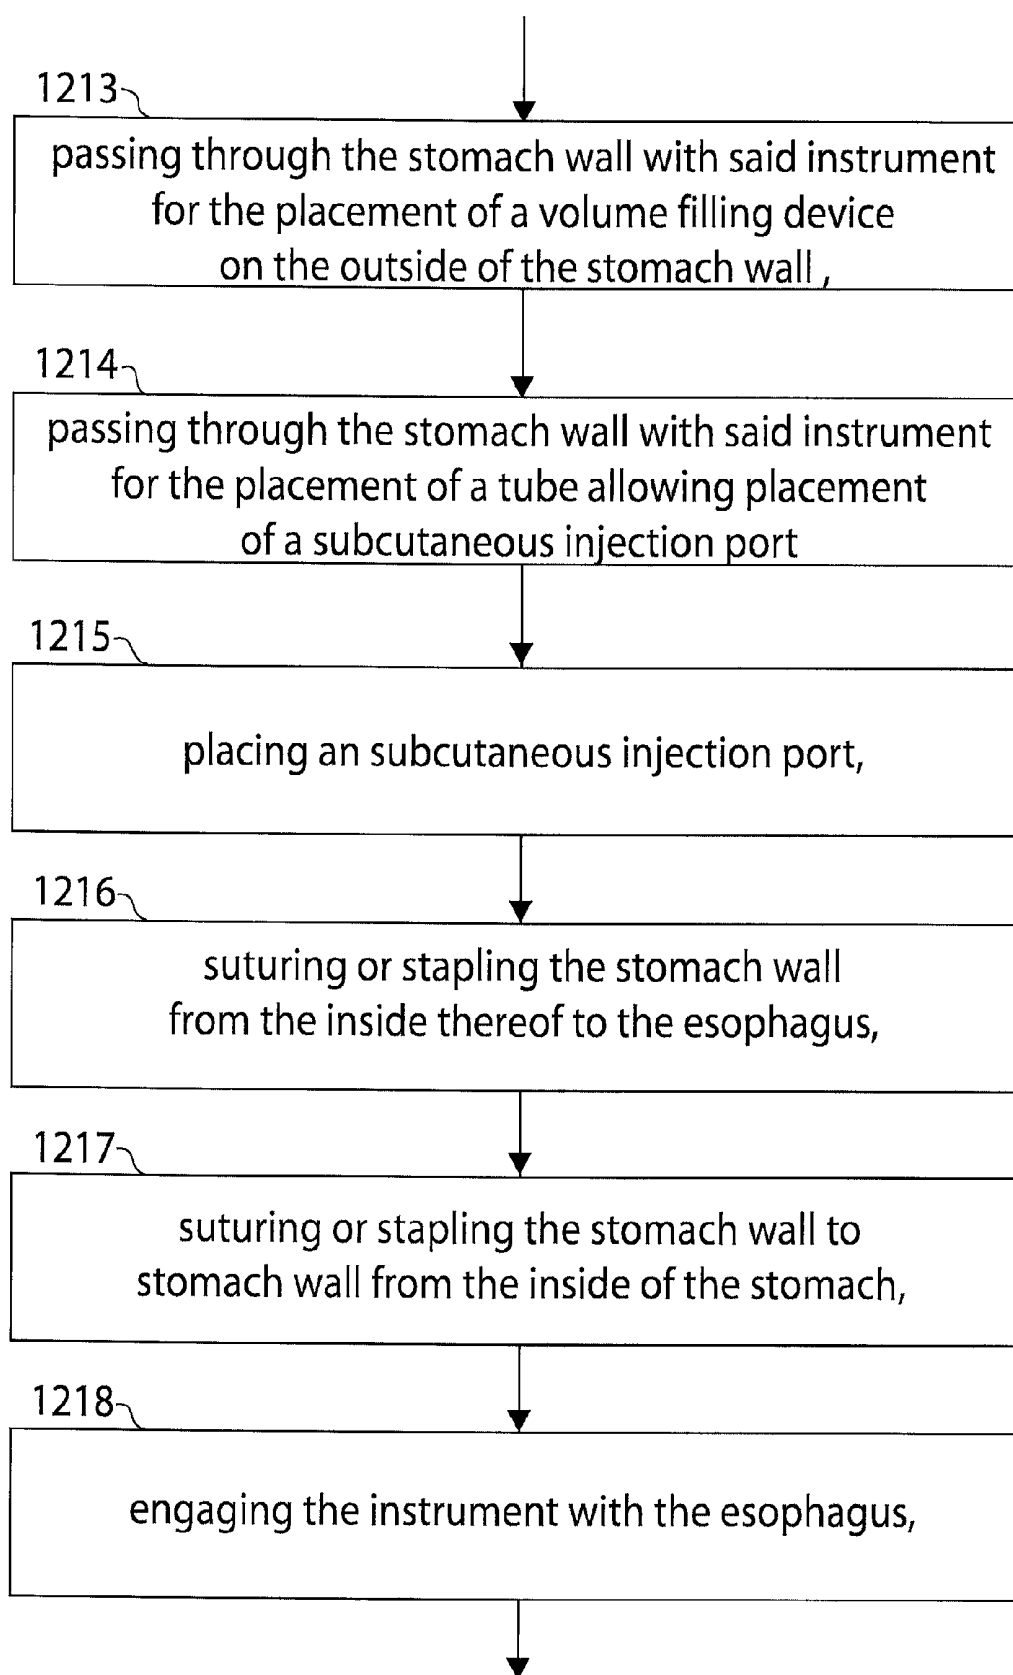 1213
passing through the stomach wall with said instrument
for the placement of a volume filling device
on the outside of the stomach wall ,
1214
passing through the stomach wall with said instrument
for the placement of a tube allowing placement
of a subcutaneous injection port
1215
placing an subcutaneous injection port,
1216
suturing or stapling the stomach wall
from the inside thereof to the esophagus,
1217
suturing or stapling the stomach wall to
stomach wall from the inside of the stomach,
1218
engaging the instrument with the esophagus,